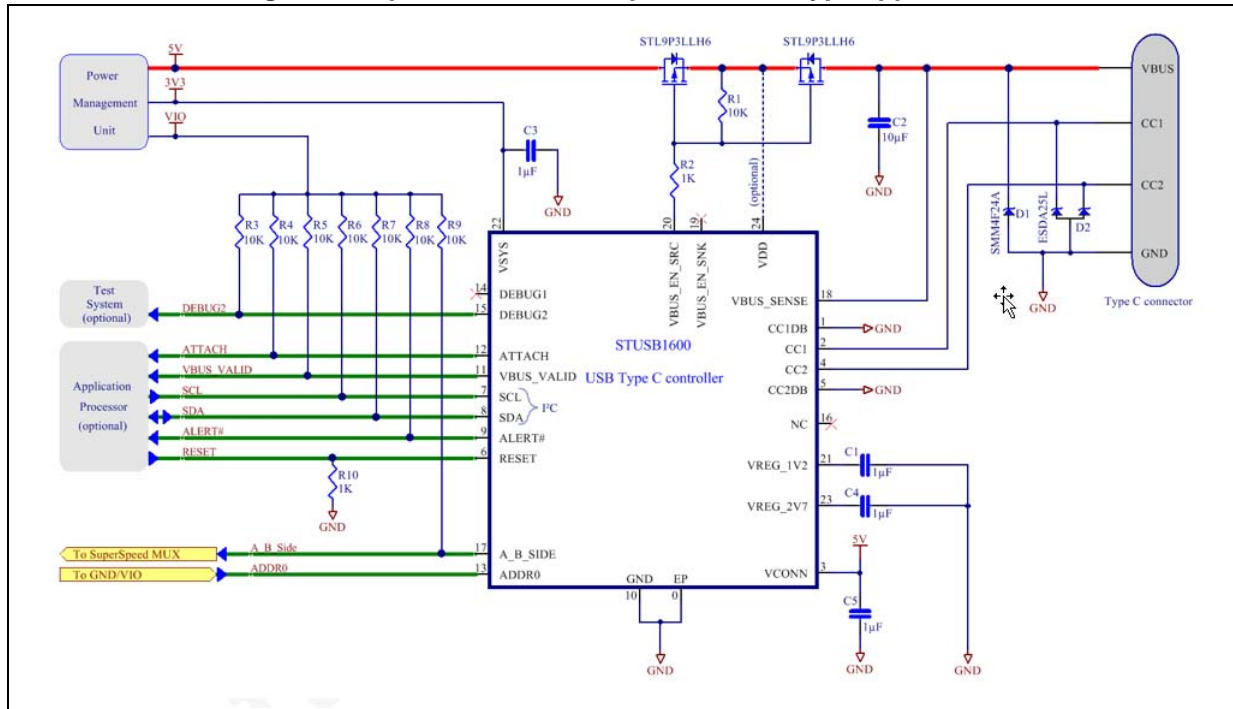 STL9P3LLH6
STL9P3LLH6
5V
3V3
VIO
Power
Management
Unit
R1
10K
C3
1µF
GND
R2
1K
(optional)
C2
10µF
GND
VBUS
CC1
CC2
GND
Type C connector
SMM4F24A
D1
ESDA25L
D2
GND
R3
10K
R4
10K
R5
10K
R6
10K
R7
10K
R8
10K
R9
10K
22
VSYS
20
VBUS_EN_SRC
19
VBUS_EN_SNK
24
VDD
Test
System
(optional)
DEBUG2
14
DEBUG1
15
DEBUG2
Application
Processor
(optional)
ATTACH
12
ATTACH
VBUS_VALID
11
VBUS_VALID
SCL
7
SCL
SDA
8
SDA
I²C
ALERT#
9
ALERT#
RESET
6
RESET
R10
1K
GND
STUSB1600
USB Type C controller
VBUS_SENSE
18
CC1DB
1
GND
CC1
2
CC2
4
CC2DB
5
GND
NC
16
VREG_1V2
21
C1
1µF
VREG_2V7
23
C4
1µF
5V
VCONN
3
C5
1µF
GND
GND
To SuperSpeed MUX
A_B_Side
17
A_B_SIDE
To GND/VIO
ADDR0
13
ADDR0
GND
10
EP
0
GND